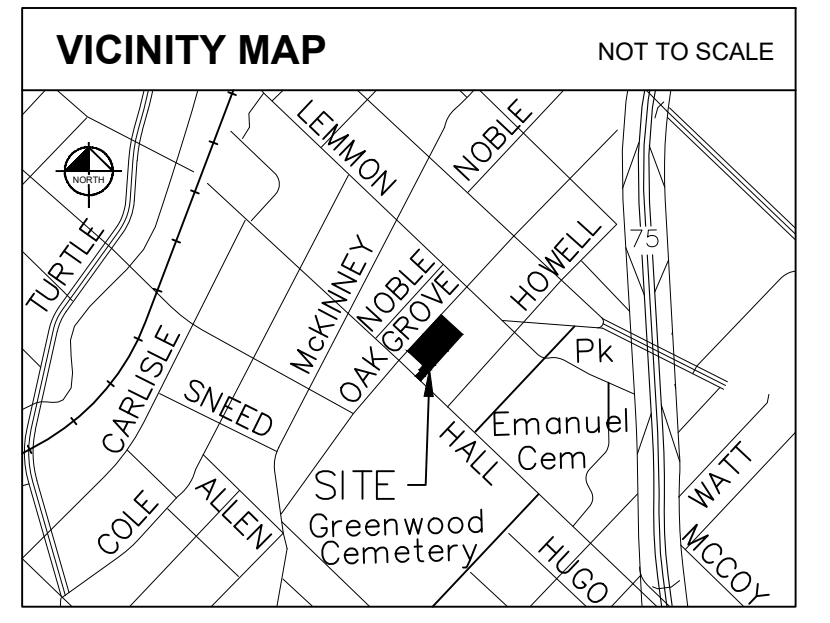 VICINITY MAP
NOT TO SCALE
LEMMON
NOBLE
NORTH
TURTLE
McKINNEY
NOBLE
OAK GROVE
HOWELL
75
Pk
CARLISLE
SNEED
HALL
Emanuel
Cem
SITE
Greenwood
Cemetery
COLE
ALLEN
HUGO
WATT
MCCOY